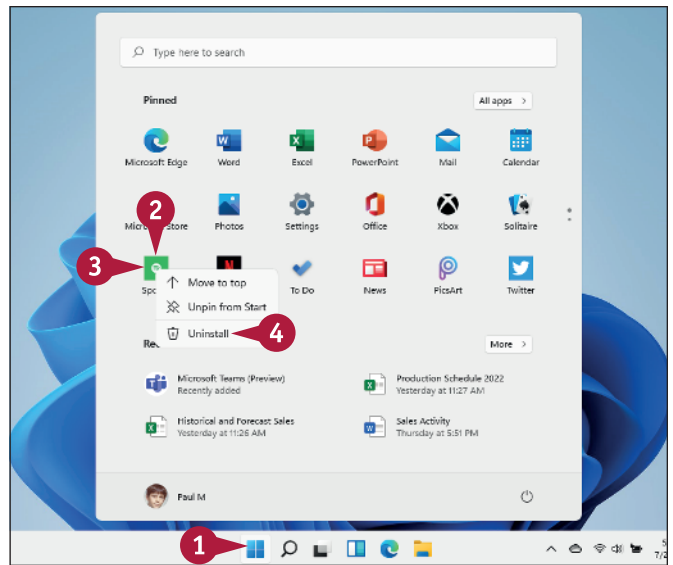 Type here to search
Pinned
All apps >
Microsoft Edge
Word
Excel
PowerPoint
Mail
Calendar
Store
Photos
Settings
Office
Xbox
Solitaire
2
3
Move to top
To Do
News
PicsArt
Twitter
Unpin from Start
Uninstall
4
More >
Microsoft Teams (Preview)
Recently added
Production Schedule 2022
Yesterday at 11:27 AM
Historical and Forecast Sales
Yesterday at 11:26 AM
Sales Activity
Thursday at 5:51 PM
Paul M
1